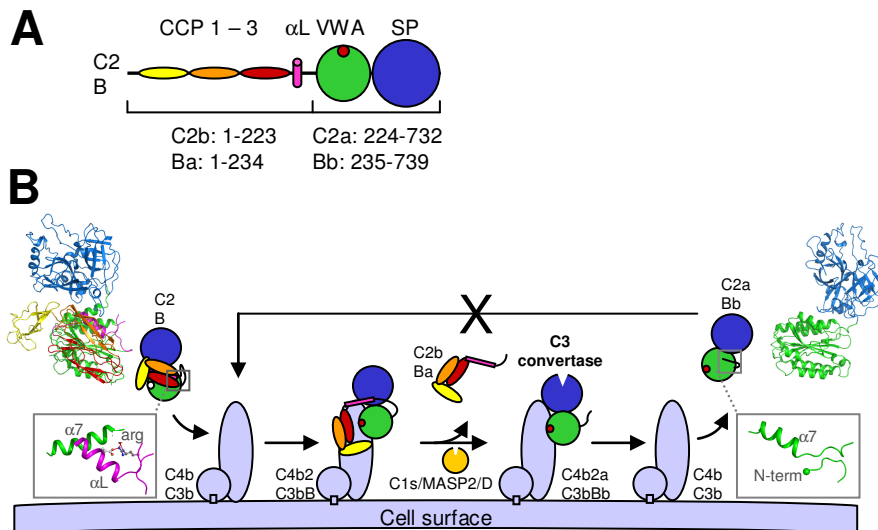 A
CCP 1 – 3 αL VWA SP
C2
B
C2b: 1-223 C2a: 224-732
Ba: 1-234 Bb: 235-739
B
C2
B
X
C2a
Bb
C2b
Ba
C3
convertase
α7 arg
αL
C4b
C3b
C4b2
C3bB
C1s/MASP2/D
C4b2a
C3bBb
C4b
C3b
α7
N-term
Cell surface